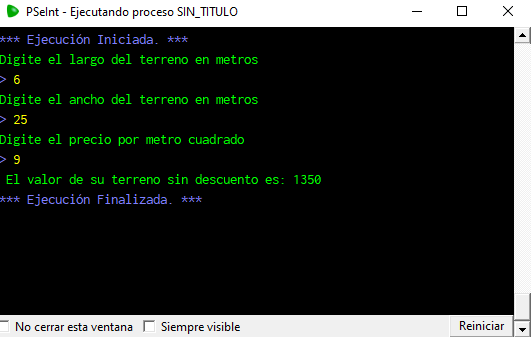 PSeInt - Ejecutando proceso SIN_TITULO
*** Ejecución Iniciada. ***
Digite el largo del terreno en metros
> 6
Digite el ancho del terreno en metros
> 25
Digite el precio por metro cuadrado
> 9
El valor de su terreno sin descuento es: 1350
*** Ejecución Finalizada. ***
No cerrar esta ventana Siempre visible Reiniciar